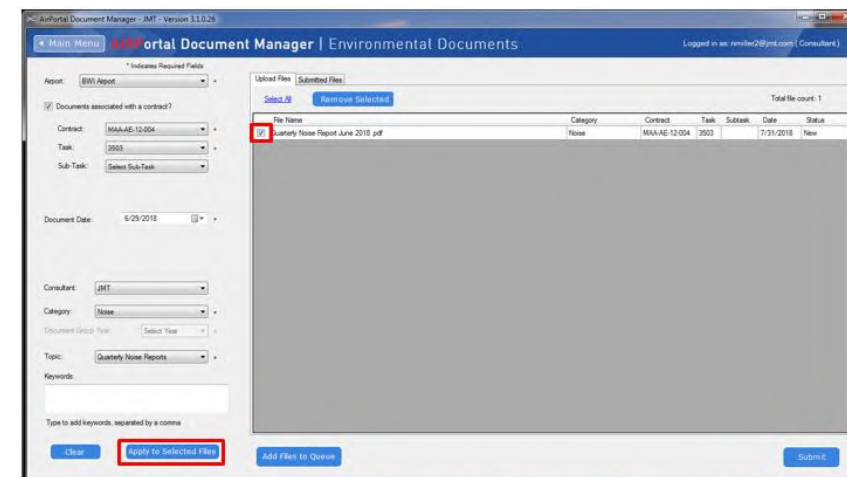 AirPortal Document Manager - JMT - Version 3.1.0.26
Main Menu
AIRPortal Document Manager | Environmental Documents
Logged in as: nmiller2@jmt.com ( Consultant )
* Indicates Required Fields
Airport: BWI Airport *
Documents associated with a contract?
Contract: MAA-AE-12-004 *
Task: 3503 *
Sub-Task: Select Sub-Task
Document Date: 6/29/2018 *
Consultant: JMT
Category: Noise *
Document Group Year: Select Year *
Topic: Quarterly Noise Reports *
Keywords:
Type to add keywords, separated by a comma
Clear
Apply to Selected Files
Upload Files Submitted Files
Select All Remove Selected Total file count: 1
File Name Category Contract Task Subtask Date Status
Quarterly Noise Report June 2018 .pdf Noise MAA-AE-12-004 3503 7/31/2018 New
Add Files to Queue
Submit